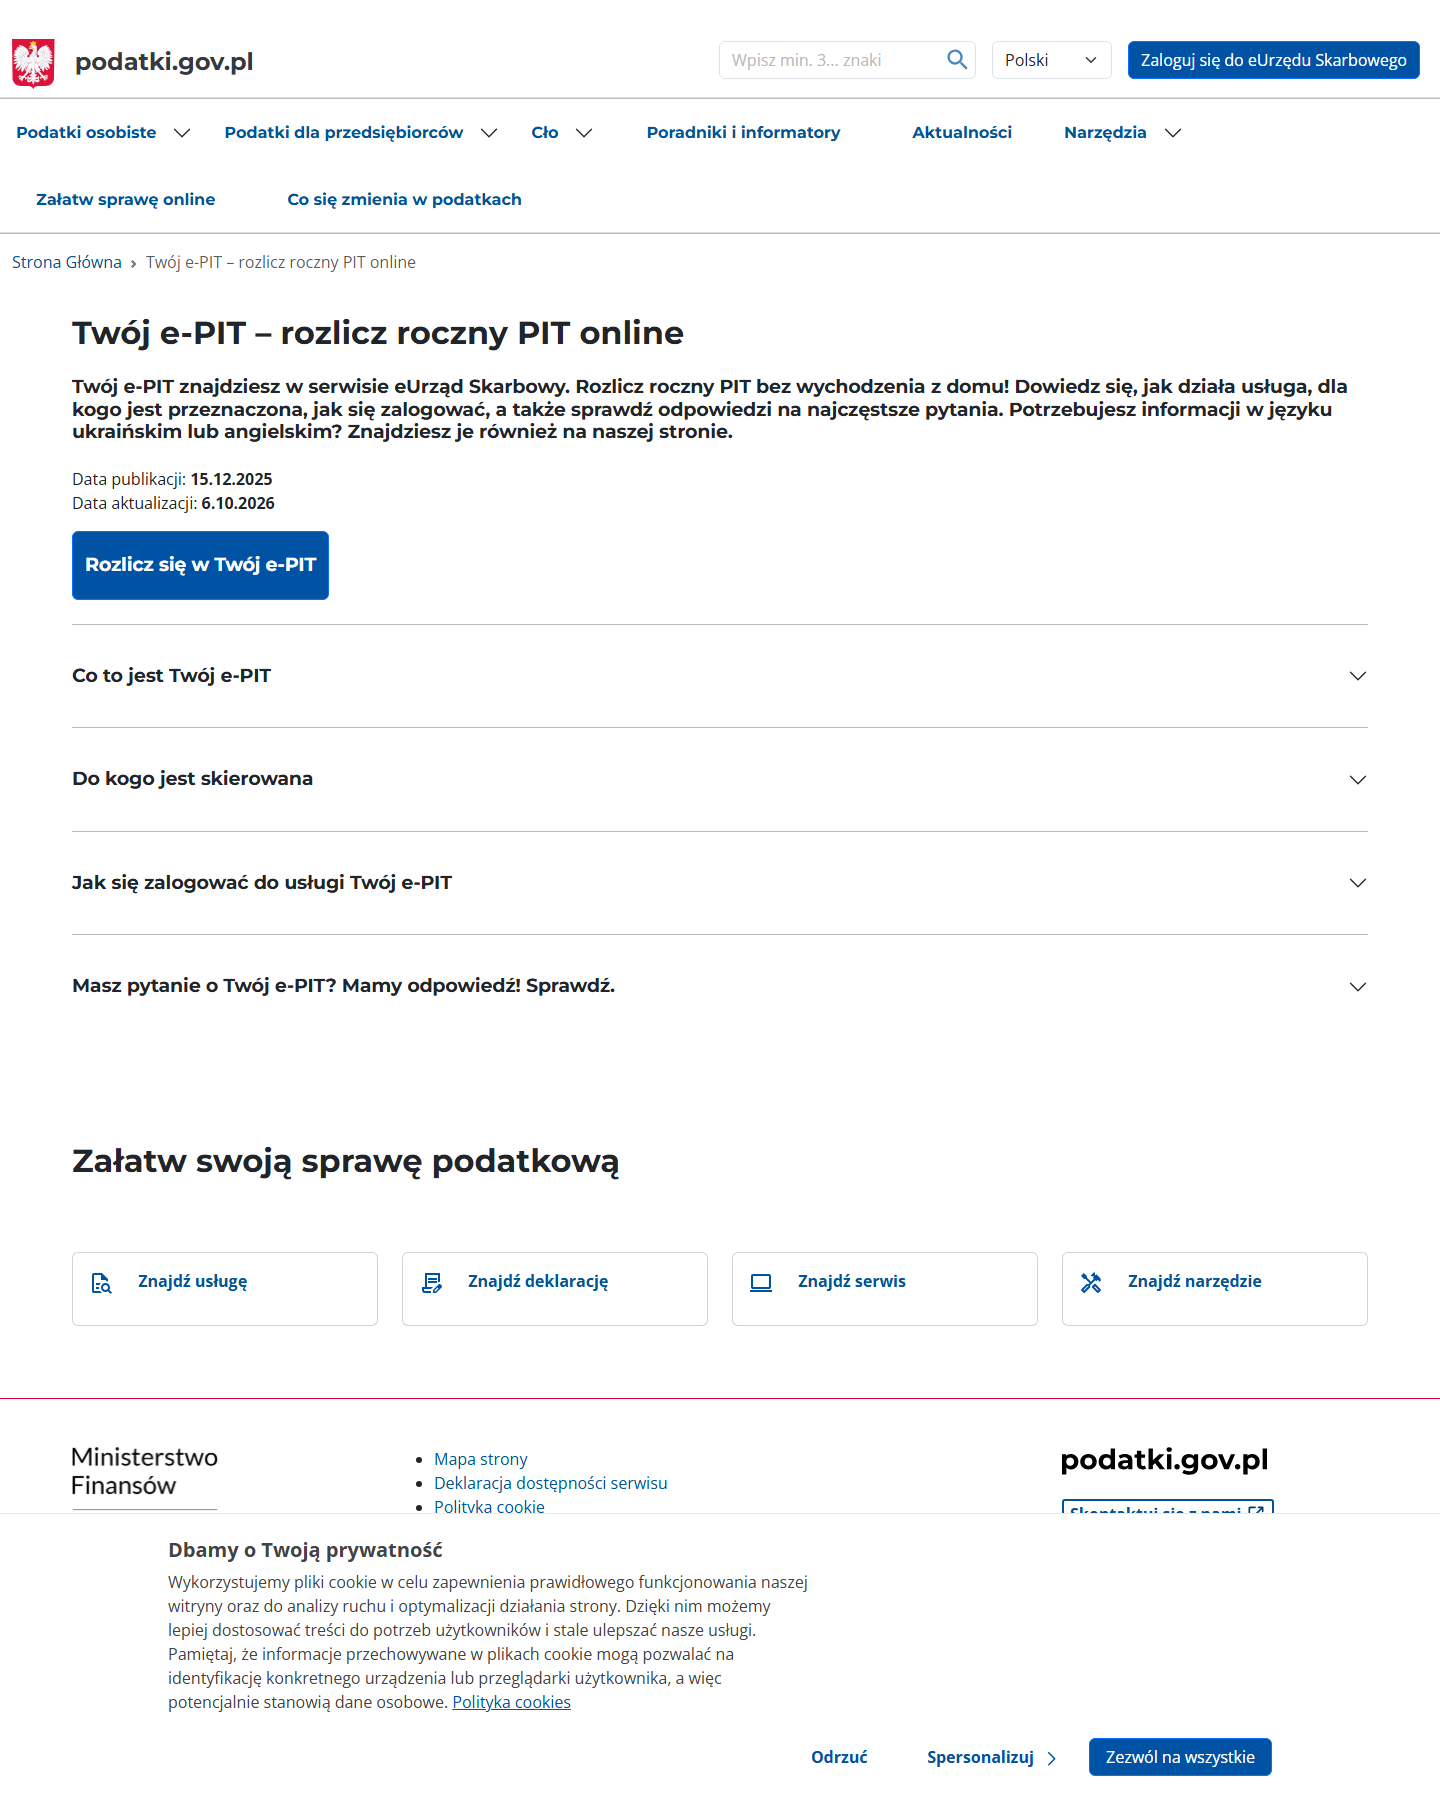 podatki.gov.pl
Wpisz min. 3... znaki
Polski
Zaloguj się do eUrzędu Skarbowego
Podatki osobiste
Podatki dla przedsiębiorców
Cło
Poradniki i informatory
Aktualności
Narzędzia
Załatw sprawę online
Co się zmienia w podatkach
Strona Główna › Twój e-PIT – rozlicz roczny PIT online
Twój e-PIT – rozlicz roczny PIT online
Twój e-PIT znajdziesz w serwisie eUrząd Skarbowy. Rozlicz roczny PIT bez wychodzenia z domu! Dowiedz się, jak działa usługa, dla
kogo jest przeznaczona, jak się zalogować, a także sprawdź odpowiedzi na najczęstsze pytania. Potrzebujesz informacji w języku
ukraińskim lub angielskim? Znajdziesz je również na naszej stronie.
Data publikacji: 15.12.2025
Data aktualizacji: 6.10.2026
Rozlicz się w Twój e-PIT
Co to jest Twój e-PIT
Do kogo jest skierowana
Jak się zalogować do usługi Twój e-PIT
Masz pytanie o Twój e-PIT? Mamy odpowiedź! Sprawdź.
Załatw swoją sprawę podatkową
Znajdź usługę
Znajdź deklarację
Znajdź serwis
Znajdź narzędzie
Ministerstwo
Finansów
Mapa strony
Deklaracja dostępności serwisu
Polityka cookie
podatki.gov.pl
Skontaktuj się z nami
Dbamy o Twoją prywatność
Wykorzystujemy pliki cookie w celu zapewnienia prawidłowego funkcjonowania naszej
witryny oraz do analizy ruchu i optymalizacji działania strony. Dzięki nim możemy
lepiej dostosować treści do potrzeb użytkowników i stale ulepszać nasze usługi.
Pamiętaj, że informacje przechowywane w plikach cookie mogą pozwalać na
identyfikację konkretnego urządzenia lub przeglądarki użytkownika, a więc
potencjalnie stanowią dane osobowe. Polityka cookies
Odrzuć
Spersonalizuj
Zezwól na wszystkie